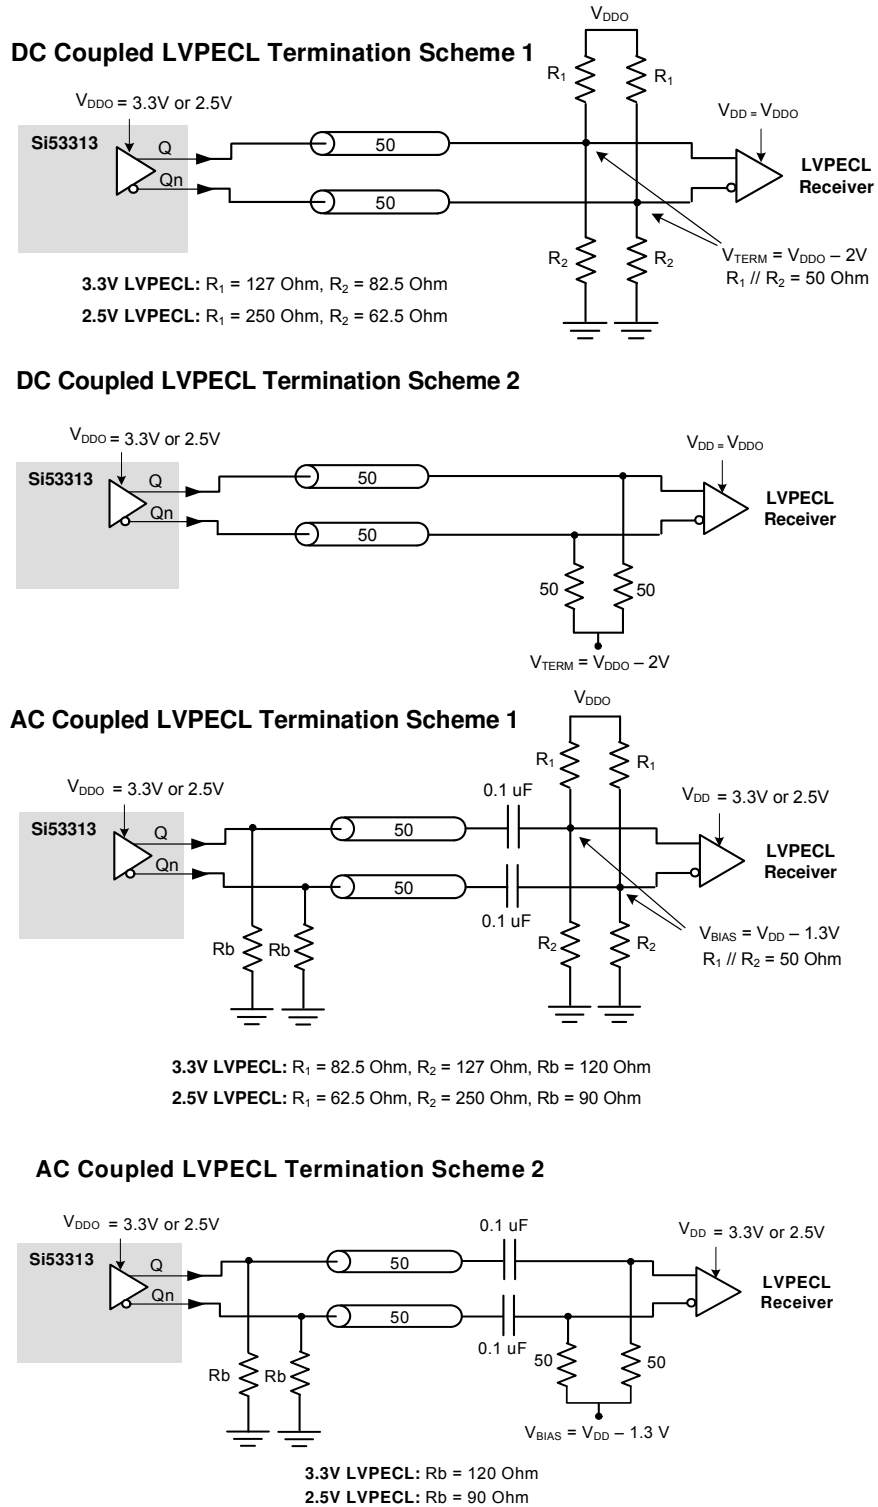 V_DDO
DC Coupled LVPECL Termination Scheme 1
R₁ R₁
V_DDO = 3.3V or 2.5V
V_DD = V_DDO
Si53313
Q
50
LVPECL
Receiver
Qn
50
R₂ R₂
V_TERM = V_DDO – 2V
R₁ // R₂ = 50 Ohm
3.3V LVPECL: R₁ = 127 Ohm, R₂ = 82.5 Ohm
2.5V LVPECL: R₁ = 250 Ohm, R₂ = 62.5 Ohm
DC Coupled LVPECL Termination Scheme 2
V_DDO = 3.3V or 2.5V
V_DD = V_DDO
Si53313
Q
50
LVPECL
Receiver
Qn
50
50 50
V_TERM = V_DDO – 2V
V_DDO
AC Coupled LVPECL Termination Scheme 1
R₁ R₁
V_DDO = 3.3V or 2.5V
0.1 uF
V_DD = 3.3V or 2.5V
Si53313
Q
50
LVPECL
Receiver
Qn
50
0.1 uF
Rb Rb
R₂ R₂
V_BIAS = V_DD – 1.3V
R₁ // R₂ = 50 Ohm
3.3V LVPECL: R₁ = 82.5 Ohm, R₂ = 127 Ohm, Rb = 120 Ohm
2.5V LVPECL: R₁ = 62.5 Ohm, R₂ = 250 Ohm, Rb = 90 Ohm
AC Coupled LVPECL Termination Scheme 2
V_DDO = 3.3V or 2.5V
0.1 uF
V_DD = 3.3V or 2.5V
Si53313
Q
50
LVPECL
Receiver
Qn
50
0.1 uF
Rb Rb
50 50
V_BIAS = V_DD – 1.3 V
3.3V LVPECL: Rb = 120 Ohm
2.5V LVPECL: Rb = 90 Ohm